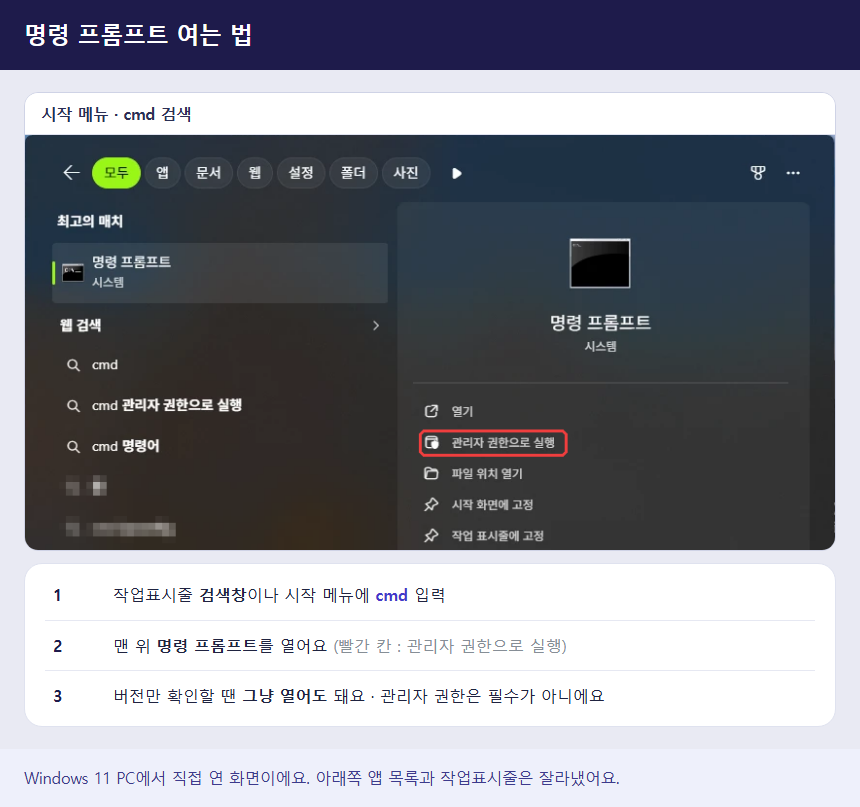 명령 프롬프트 여는 법
시작 메뉴 · cmd 검색
모두 앱 문서 웹 설정 폴더 사진
최고의 매치
명령 프롬프트
시스템
웹 검색
cmd
cmd 관리자 권한으로 실행
cmd 명령어
명령 프롬프트
시스템
열기
관리자 권한으로 실행
파일 위치 열기
시작 화면에 고정
작업 표시줄에 고정
1 작업표시줄 검색창이나 시작 메뉴에 cmd 입력
2 맨 위 명령 프롬프트를 열어요 (빨간 칸 : 관리자 권한으로 실행)
3 버전만 확인할 땐 그냥 열어도 돼요 · 관리자 권한은 필수가 아니에요
Windows 11 PC에서 직접 연 화면이에요. 아래쪽 앱 목록과 작업표시줄은 잘라냈어요.